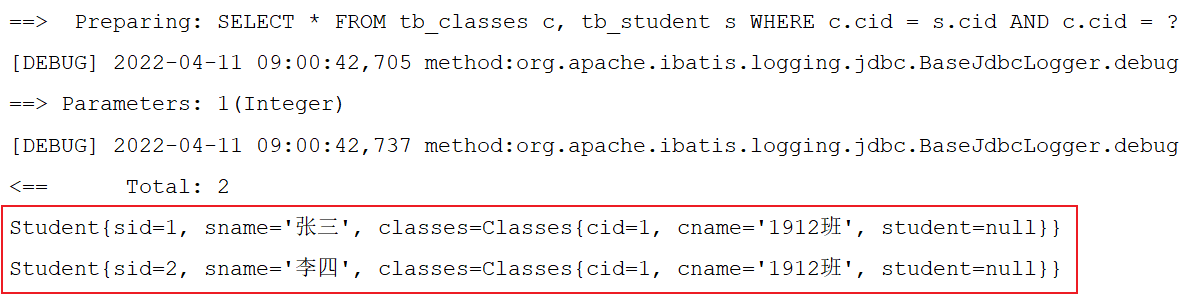 ==>  Preparing: SELECT * FROM tb_classes c, tb_student s WHERE c.cid = s.cid AND c.cid = ?
[DEBUG] 2022-04-11 09:00:42,705 method:org.apache.ibatis.logging.jdbc.BaseJdbcLogger.debug
==> Parameters: 1(Integer)
[DEBUG] 2022-04-11 09:00:42,737 method:org.apache.ibatis.logging.jdbc.BaseJdbcLogger.debug
<==      Total: 2
Student{sid=1, sname='张三', classes=Classes{cid=1, cname='1912班', student=null}}
Student{sid=2, sname='李四', classes=Classes{cid=1, cname='1912班', student=null}}